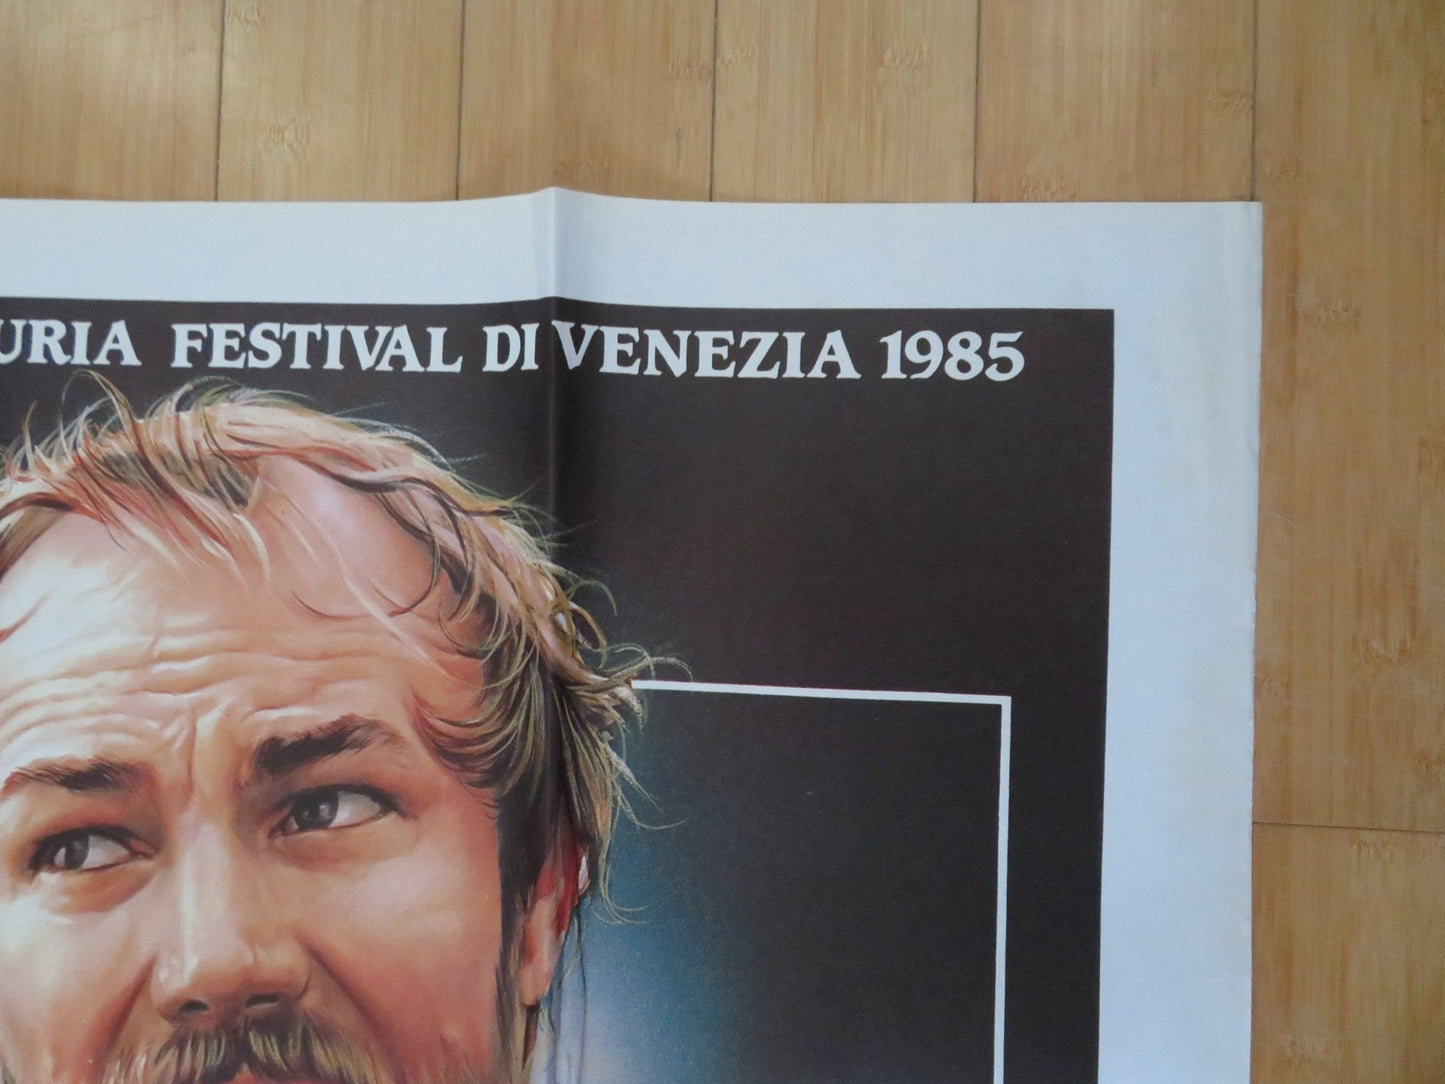 URIA FESTIVAL DI VENEZIA 1985